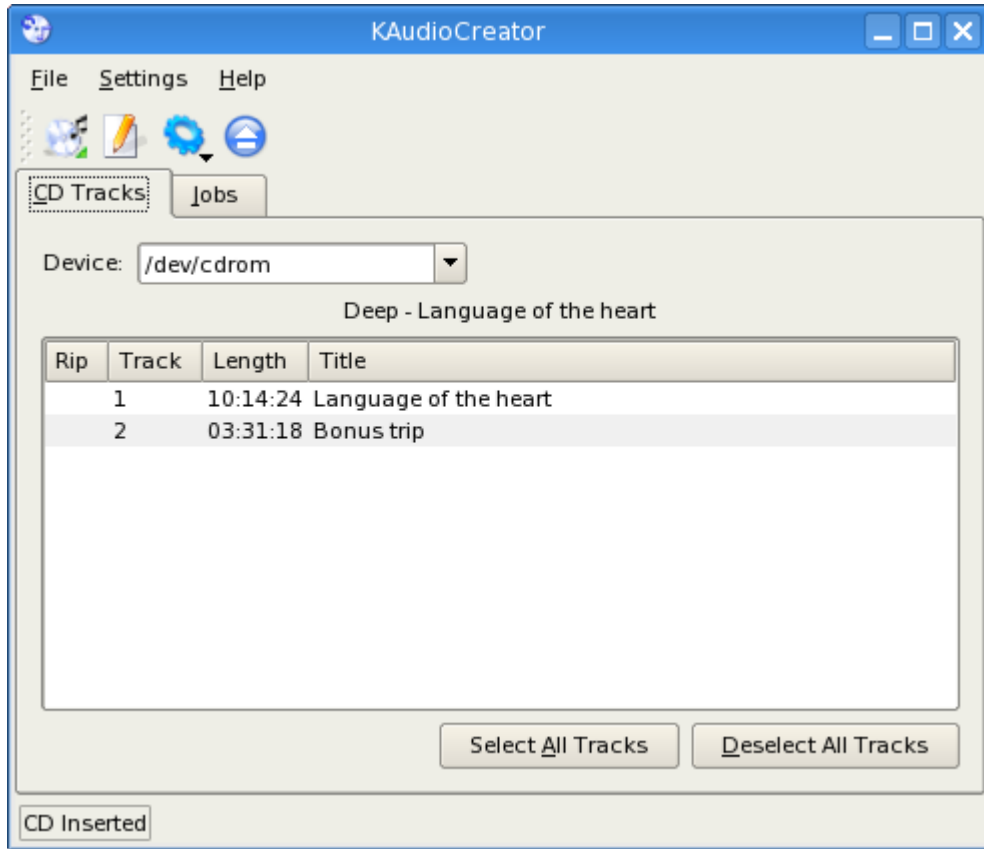 KAudioCreator
File Settings Help
CD Tracks Jobs
Device: /dev/cdrom
Deep - Language of the heart
Rip Track Length Title
1 10:14:24 Language of the heart
2 03:31:18 Bonus trip
Select All Tracks Deselect All Tracks
CD Inserted